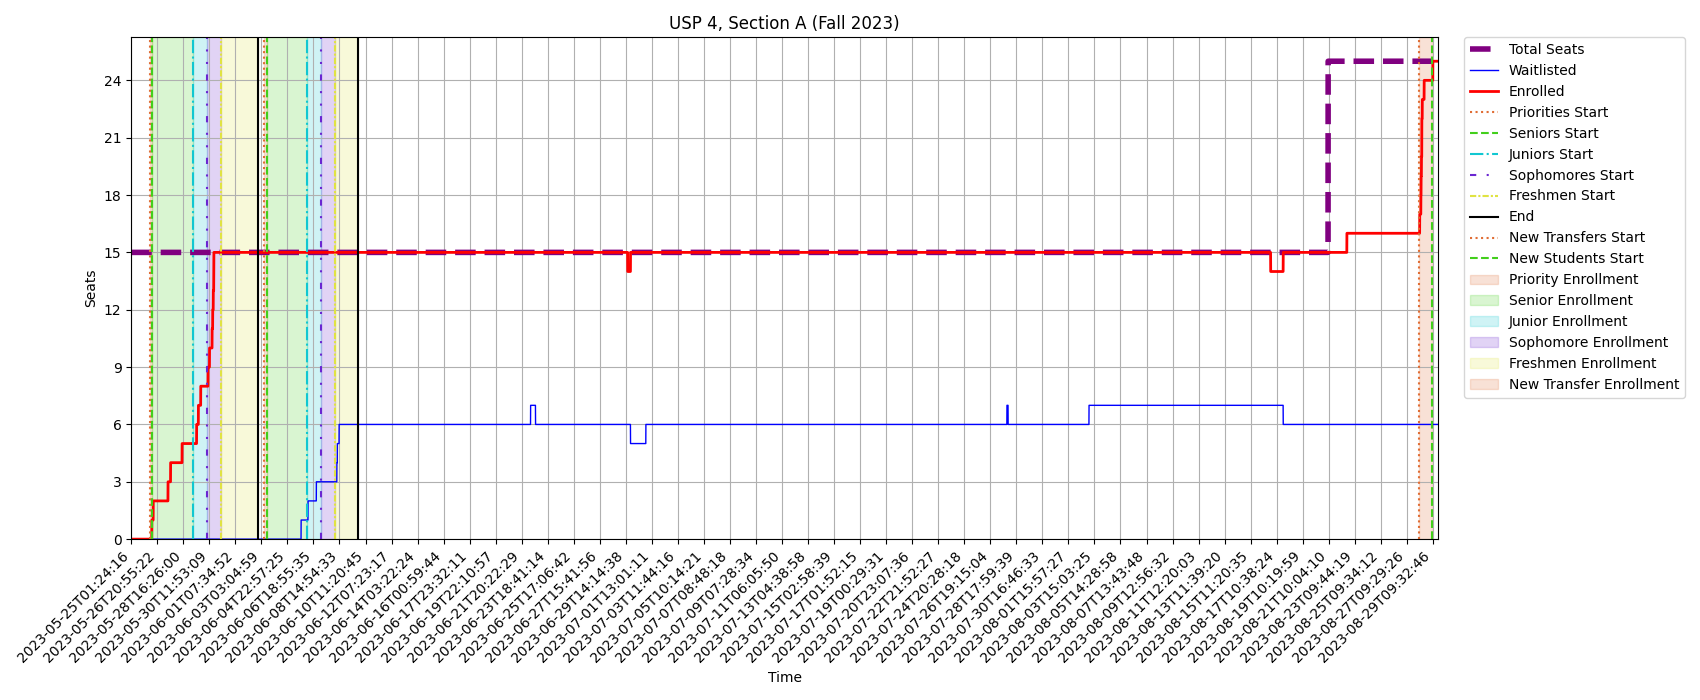 USP 4, Section A (Fall 2023)
Seats
24
21
18
15
12
9
6
3
0
2023-05-25T01:24:16
2023-05-26T20:55:22
2023-05-28T16:26:00
2023-05-30T11:53:09
2023-06-01T07:34:52
2023-06-03T03:04:59
2023-06-04T22:57:25
2023-06-06T18:55:35
2023-06-08T14:54:33
2023-06-10T11:20:45
2023-06-12T07:23:17
2023-06-14T03:22:24
2023-06-16T00:59:44
2023-06-17T23:32:11
2023-06-19T22:10:57
2023-06-21T20:22:29
2023-06-23T18:41:14
2023-06-25T17:06:42
2023-06-27T15:41:56
2023-06-29T14:14:38
2023-07-01T13:01:11
2023-07-03T11:44:16
2023-07-05T10:14:21
2023-07-07T08:48:18
2023-07-09T07:28:34
2023-07-11T06:05:50
2023-07-13T04:38:58
2023-07-15T02:58:39
2023-07-17T01:52:15
2023-07-19T00:29:31
2023-07-20T23:07:36
2023-07-22T21:52:27
2023-07-24T20:28:18
2023-07-26T19:15:04
2023-07-28T17:59:39
2023-07-30T16:46:33
2023-08-01T15:57:27
2023-08-03T15:03:25
2023-08-05T14:28:58
2023-08-07T13:43:48
2023-08-09T12:56:32
2023-08-11T12:20:03
2023-08-13T11:39:20
2023-08-15T11:20:35
2023-08-17T10:38:24
2023-08-19T10:19:59
2023-08-21T10:04:10
2023-08-23T09:44:19
2023-08-25T09:34:12
2023-08-27T09:29:26
2023-08-29T09:32:46
Time
Total Seats
Waitlisted
Enrolled
Priorities Start
Seniors Start
Juniors Start
Sophomores Start
Freshmen Start
End
New Transfers Start
New Students Start
Priority Enrollment
Senior Enrollment
Junior Enrollment
Sophomore Enrollment
Freshmen Enrollment
New Transfer Enrollment